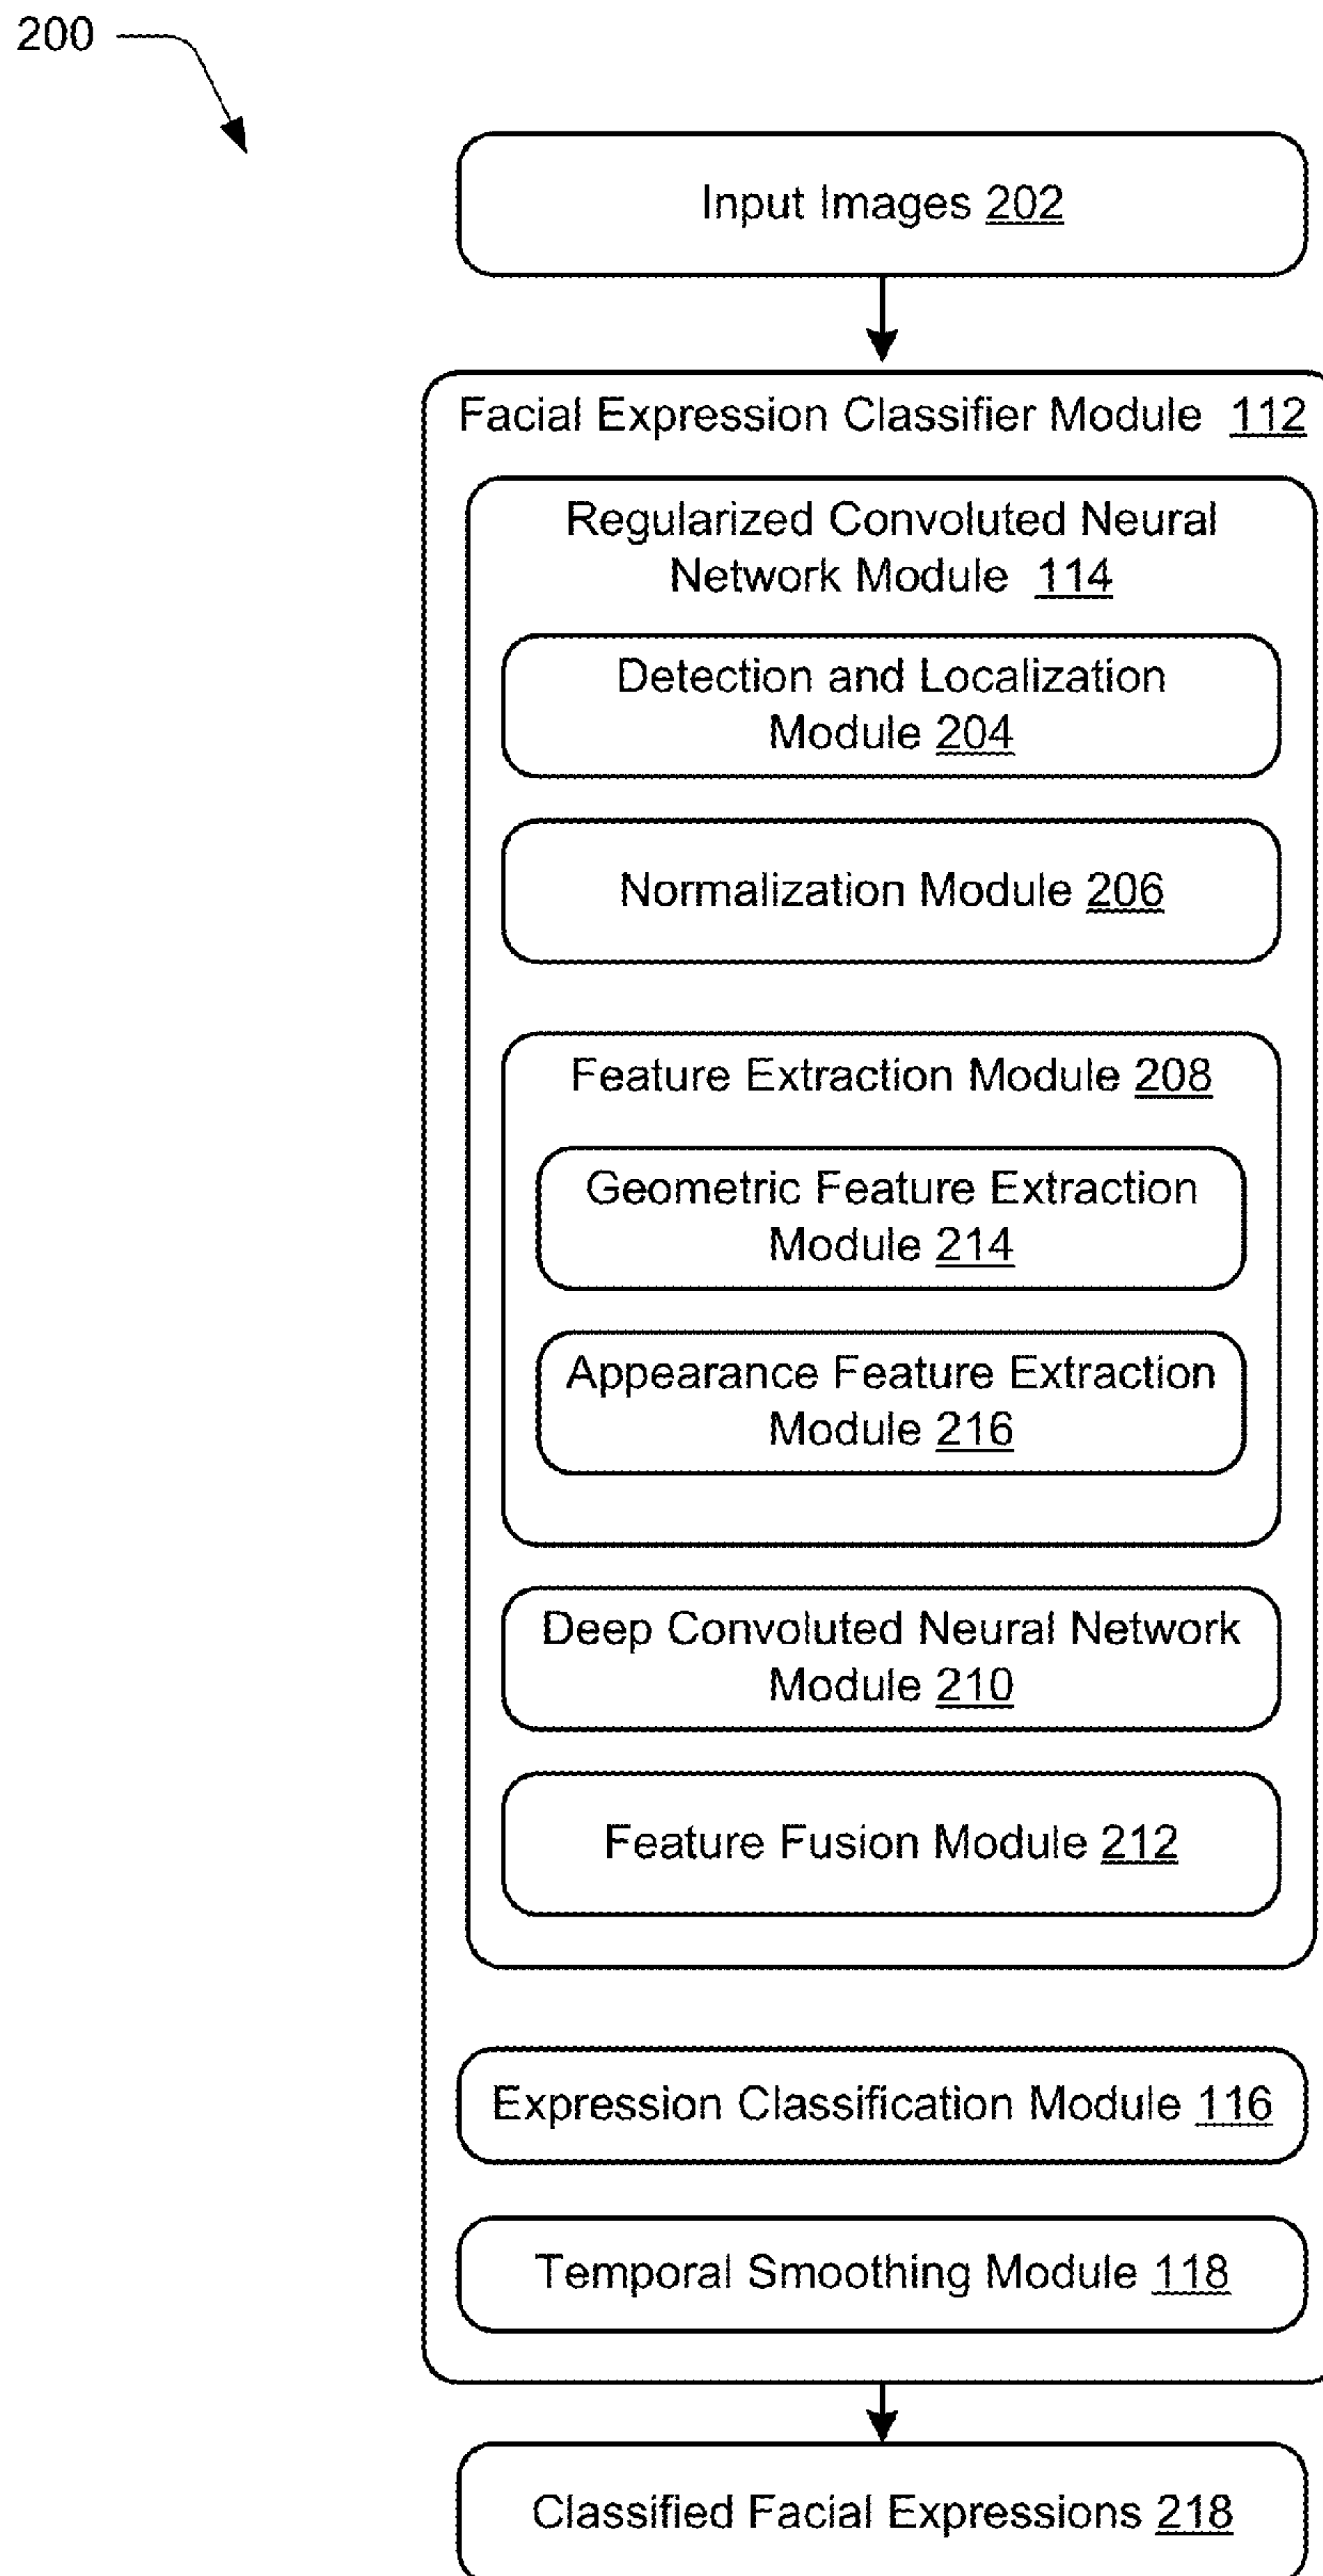 200
Input Images 202
Facial Expression Classifier Module 112
Regularized Convoluted Neural
Network Module 114
Detection and Localization
Module 204
Normalization Module 206
Feature Extraction Module 208
Geometric Feature Extraction
Module 214
Appearance Feature Extraction
Module 216
Deep Convoluted Neural Network
Module 210
Feature Fusion Module 212
Expression Classification Module 116
Temporal Smoothing Module 118
Classified Facial Expressions 218